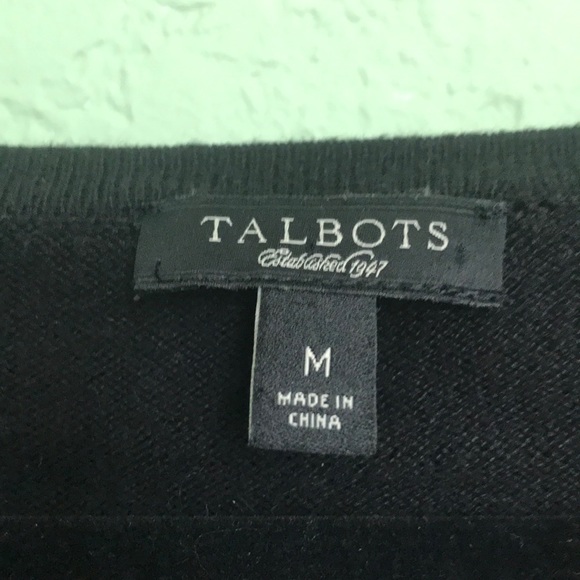 TALBOTS
Established 1947
M
MADE IN
CHINA